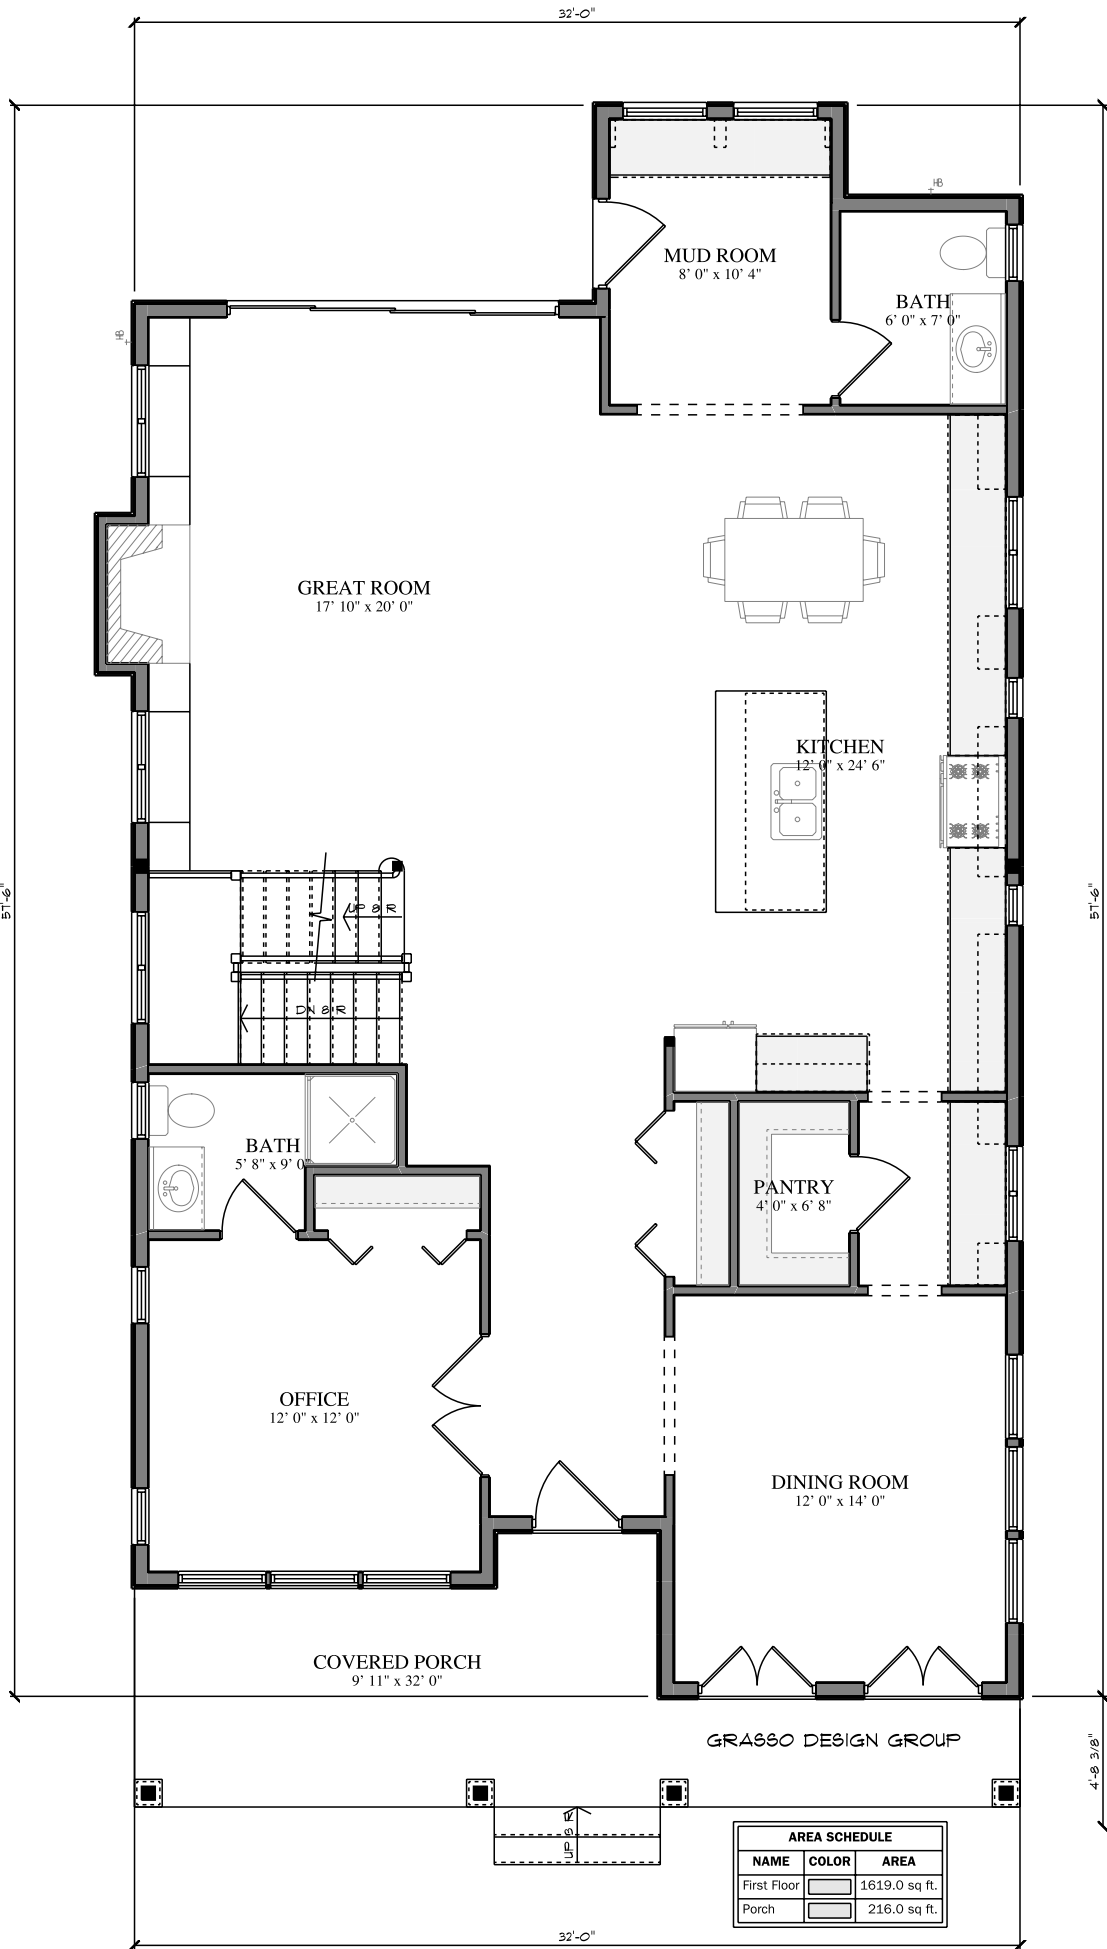 32'-0"
HB
MUD ROOM
8' 0" x 10' 4"
BATH
6' 0" x 7' 0"
HB
GREAT ROOM
17' 10" x 20' 0"
KITCHEN
12' 0" x 24' 6"
57'-6"
57'-6"
UP 8 R
DN 8 R
BATH
5' 8" x 9' 0"
PANTRY
4' 0" x 6' 8"
OFFICE
12' 0" x 12' 0"
DINING ROOM
12' 0" x 14' 0"
COVERED PORCH
9' 11" x 32' 0"
GRASSO DESIGN GROUP
4'-8 3/8"
UP 8 R
AREA SCHEDULE
NAME COLOR AREA
First Floor 1619.0 sq ft.
Porch 216.0 sq ft.
32'-0"